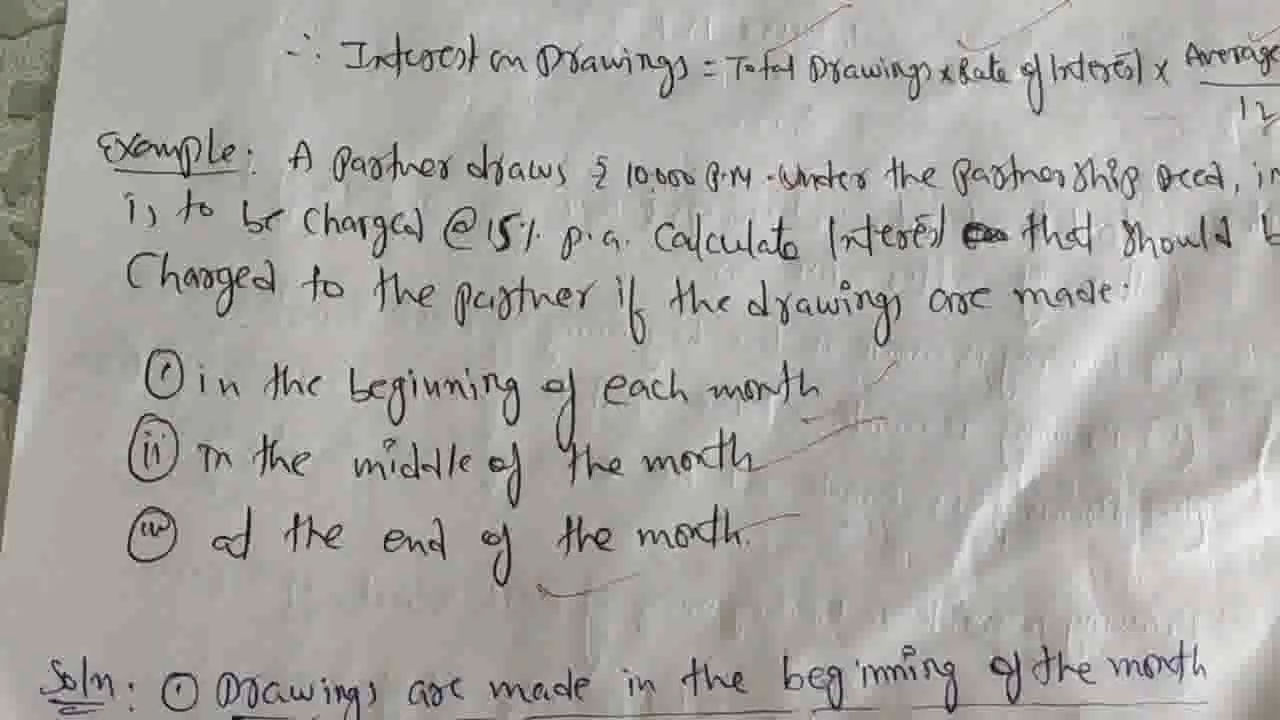 ∴ Interest on Drawings = Total Drawings x Rate of Interest x Average
12
Example: A Partner draws ₹ 10,000 P.M. Under the Partnership Deed, in
is to be Charged @ 15% p.a. Calculate Interest that should b
Charged to the partner if the drawings are made:
(i) in the beginning of each month
(ii) in the middle of the month
(iii) at the end of the month.
Soln: (i) Drawings are made in the beginning of the month